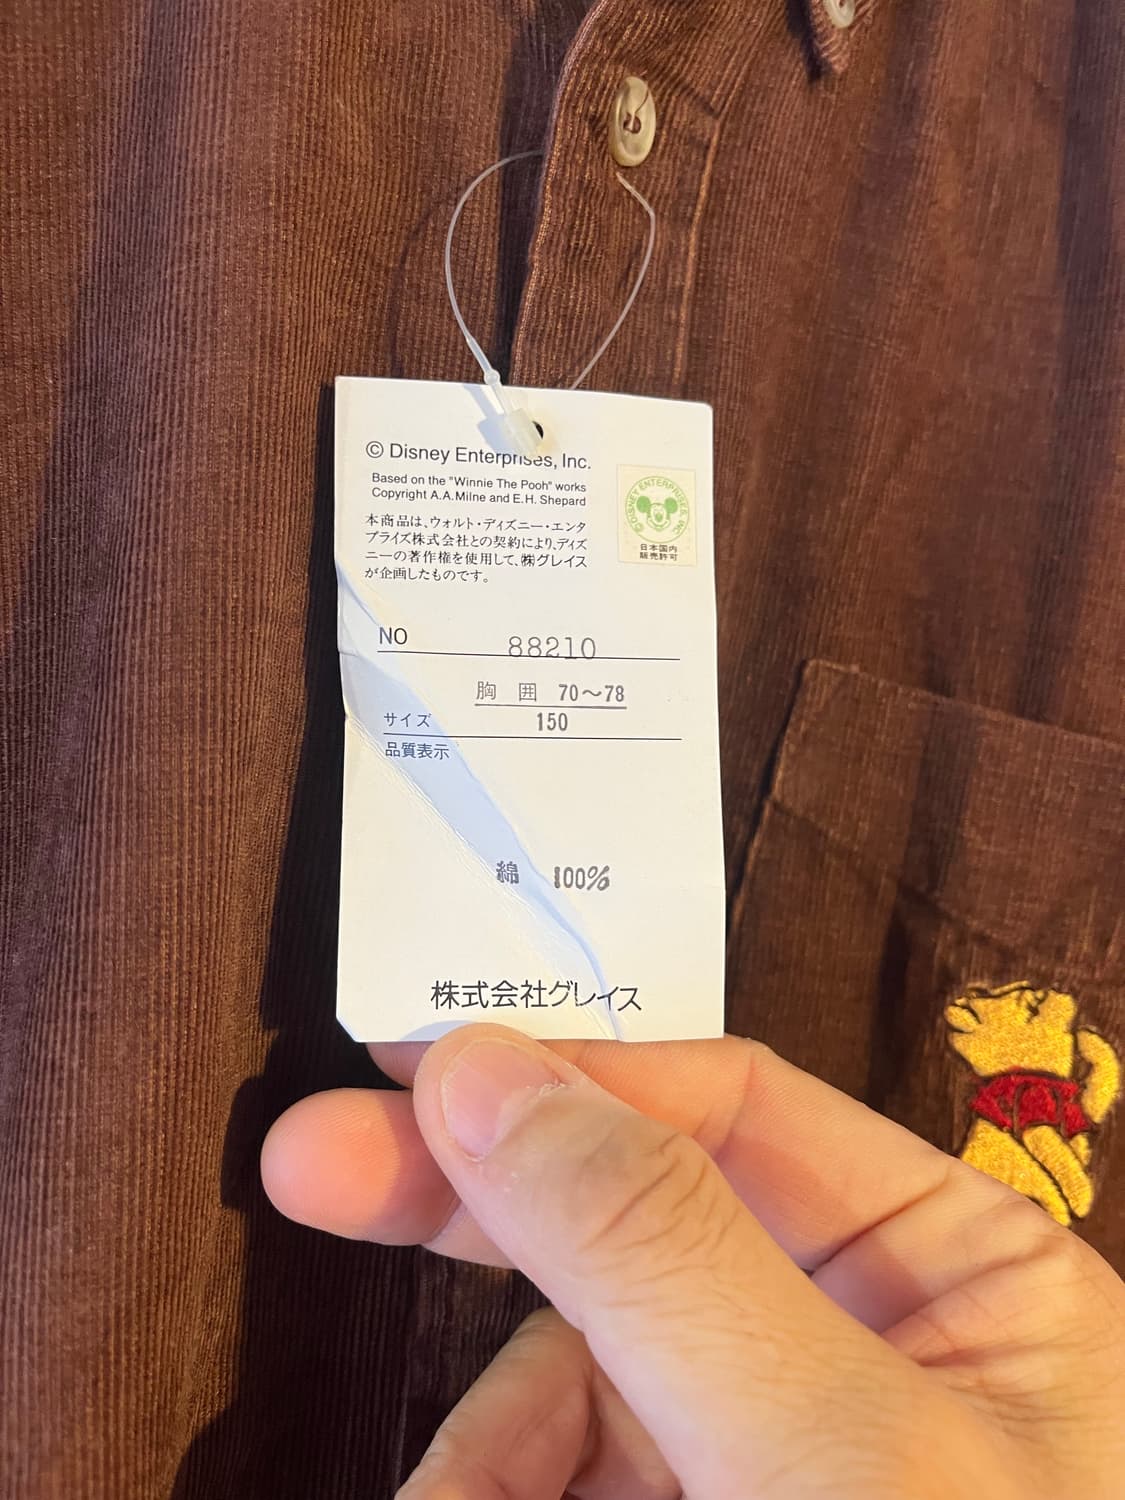 © Disney Enterprises, Inc.
Based on the "Winnie The Pooh" works
Copyright A.A.Milne and E.H. Shepard
本商品は、ウォルト・ディズニー・エンタ
プライズ株式会社との契約により、ディズ
ニーの著作権を使用して、㈱グレイス
が企画したものです。
© DISNEY ENTERPRISES, INC.
日本国内
販売許可
NO 88210
胸 囲 70〜78
サイズ 150
品質表示
綿 100%
株式会社グレイス